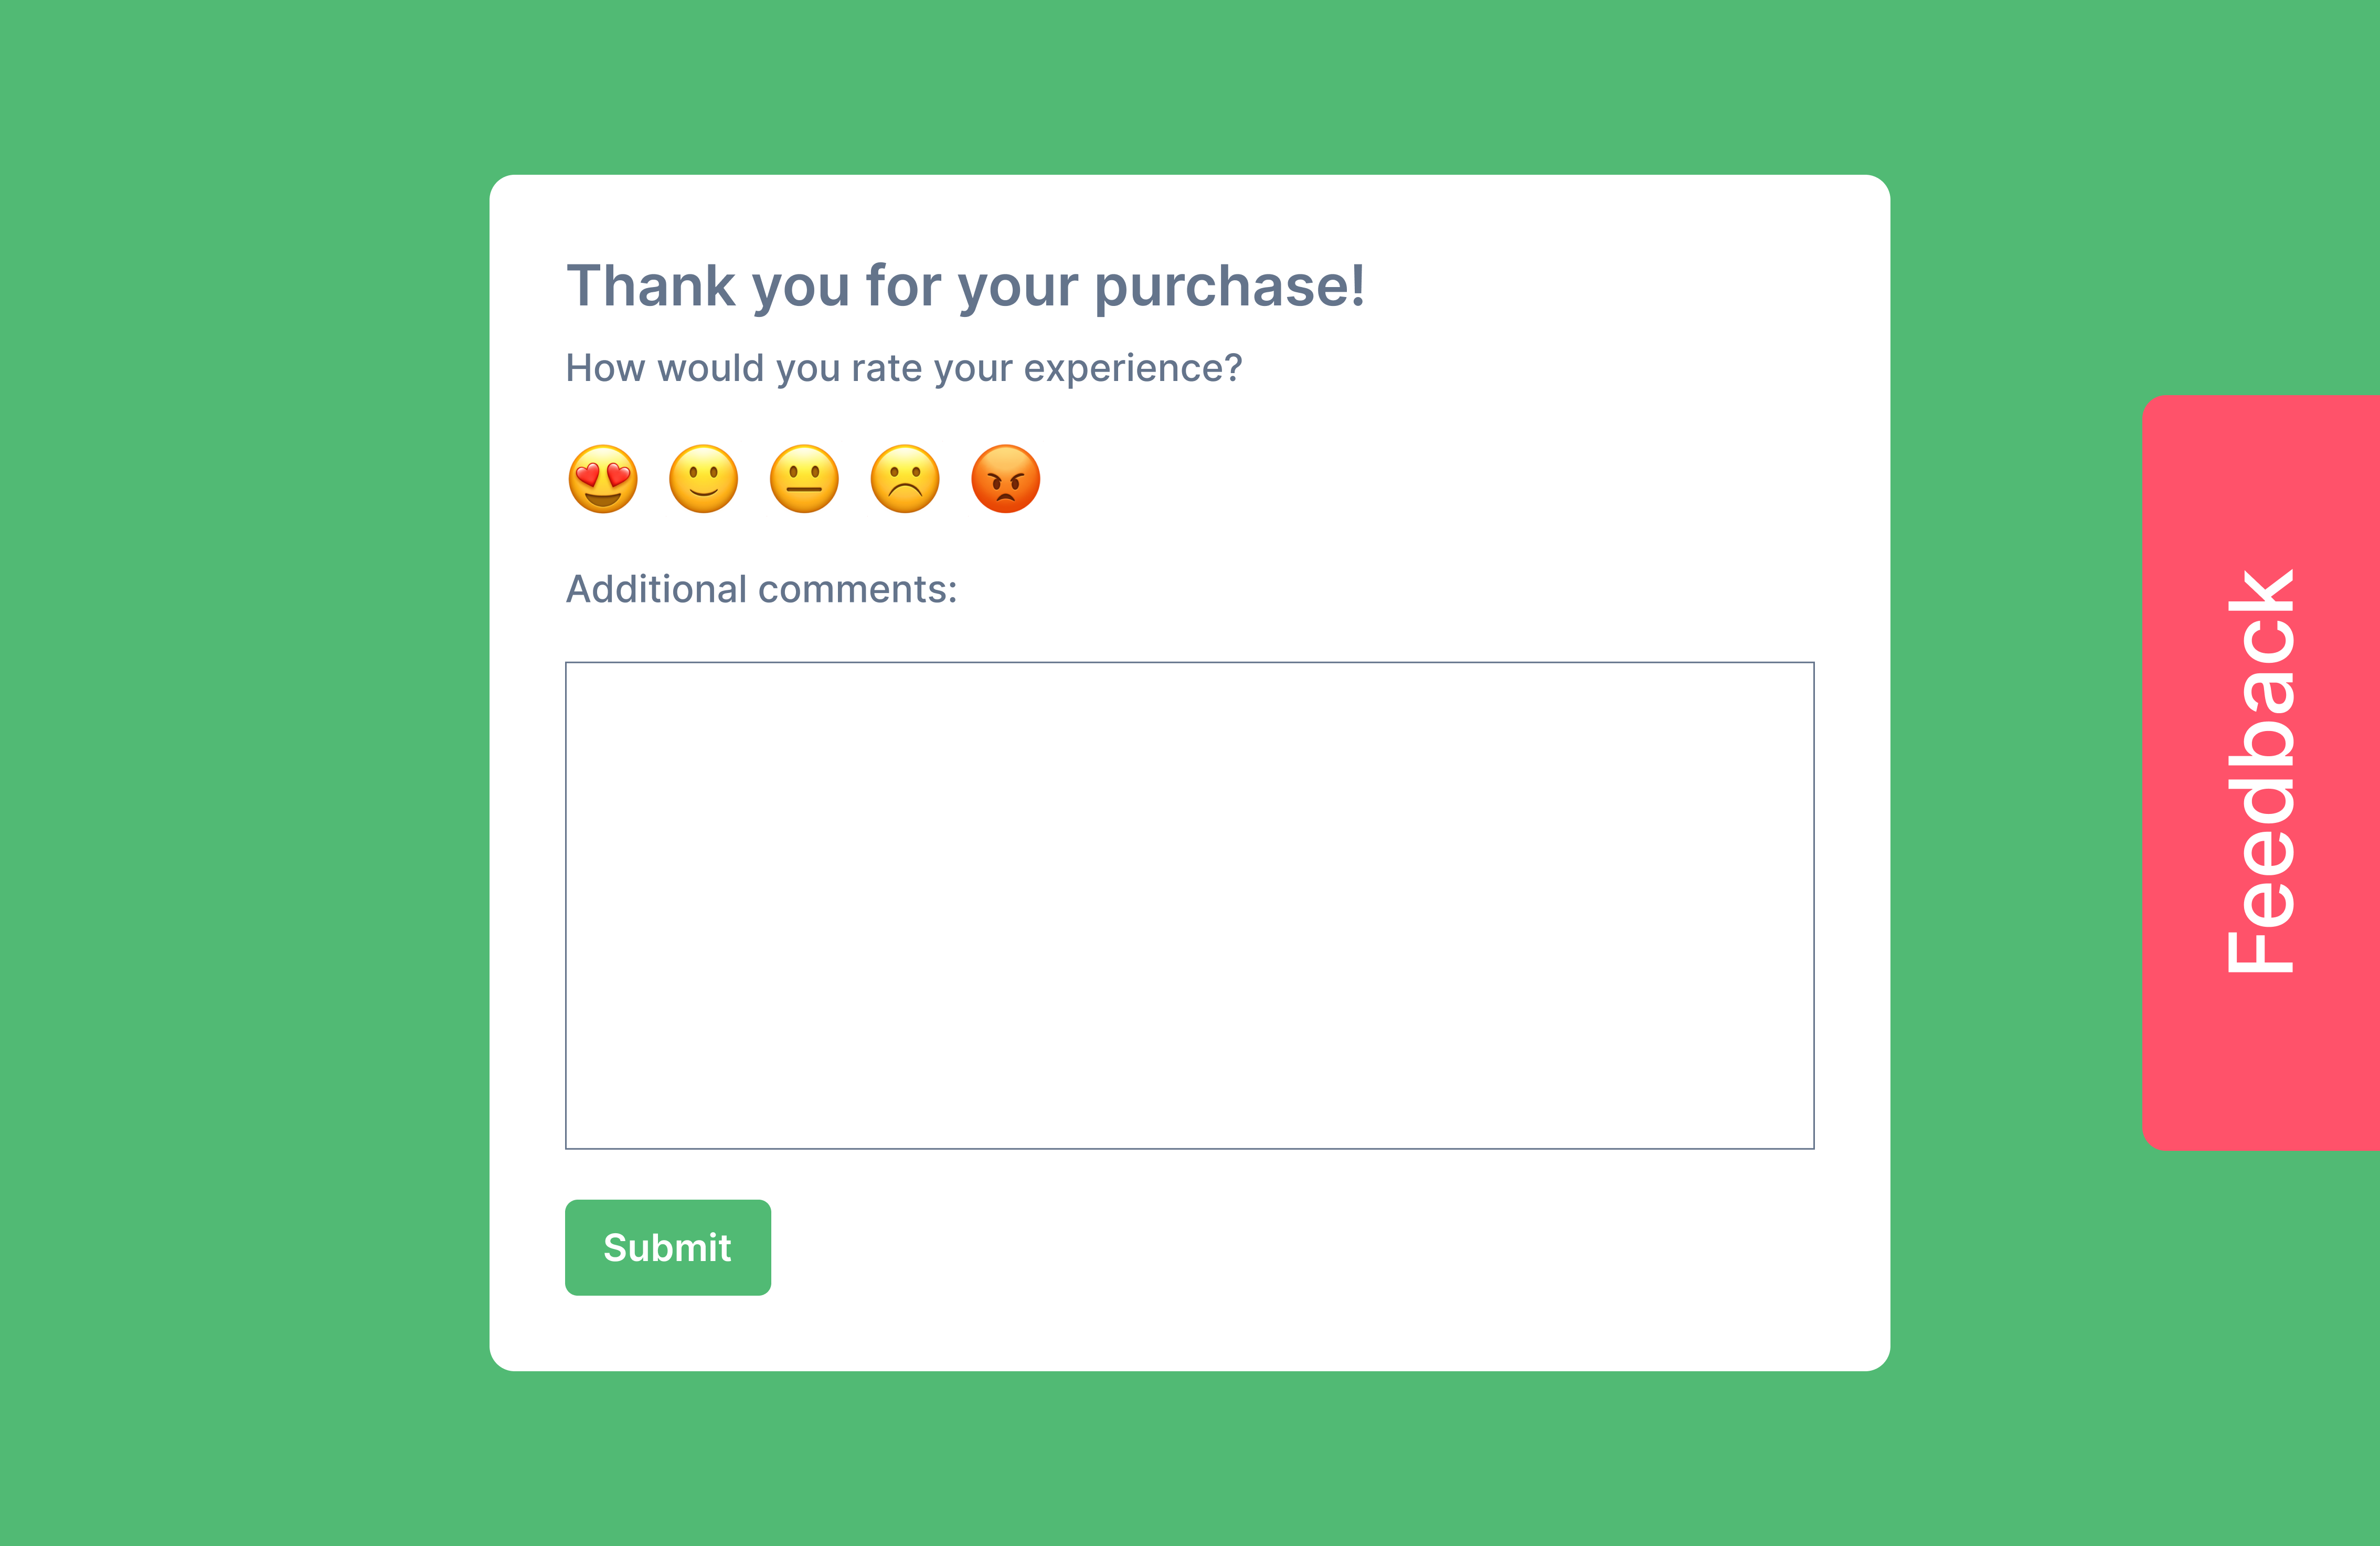 Thank you for your purchase!
How would you rate your experience?
Additional comments:
Submit
Feedback